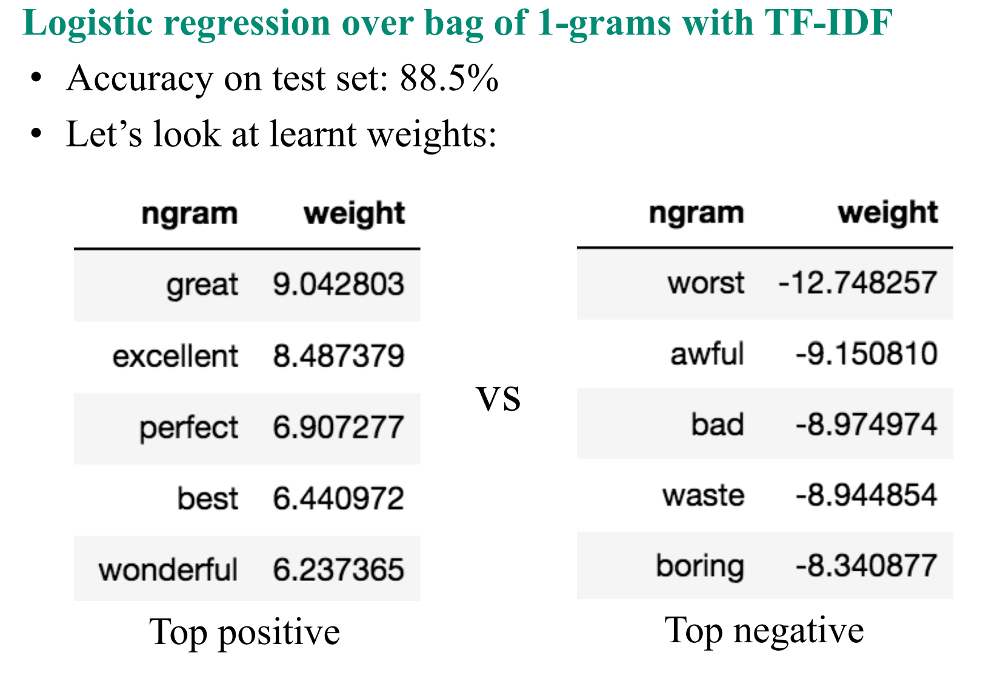 Logistic regression over bag of 1-grams with TF-IDF
• Accuracy on test set: 88.5%
• Let’s look at learnt weights:
ngram weight
great 9.042803
excellent 8.487379
perfect 6.907277
best 6.440972
wonderful 6.237365
Top positive
vs
ngram weight
worst -12.748257
awful -9.150810
bad -8.974974
waste -8.944854
boring -8.340877
Top negative